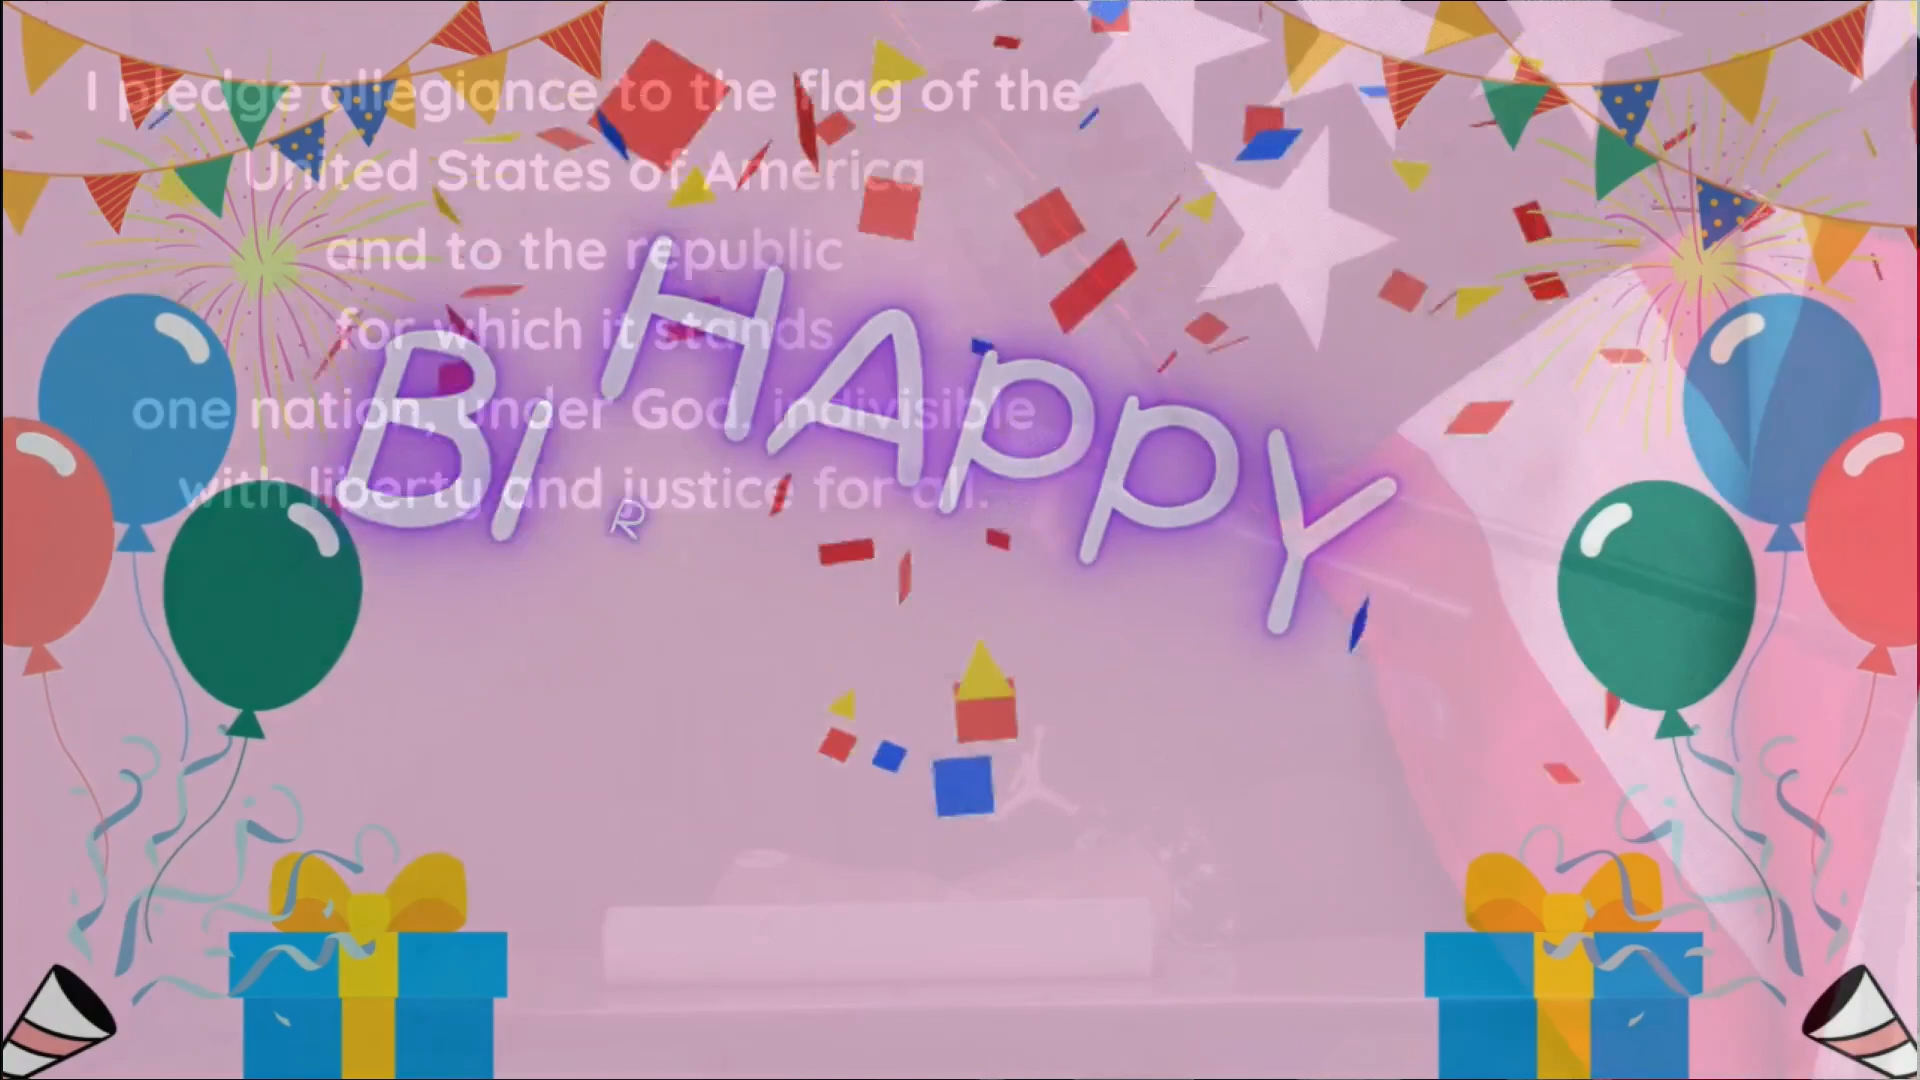 I pledge allegiance to the flag of the
United States of America
and to the republic
for which it stands
one nation, under God, indivisible
with liberty and justice for all.
HAPPY
BIR